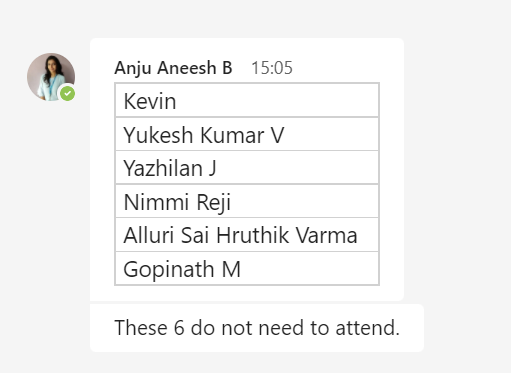 Anju Aneesh B 15:05
Kevin
Yukesh Kumar V
Yazhilan J
Nimmi Reji
Alluri Sai Hruthik Varma
Gopinath M
These 6 do not need to attend.